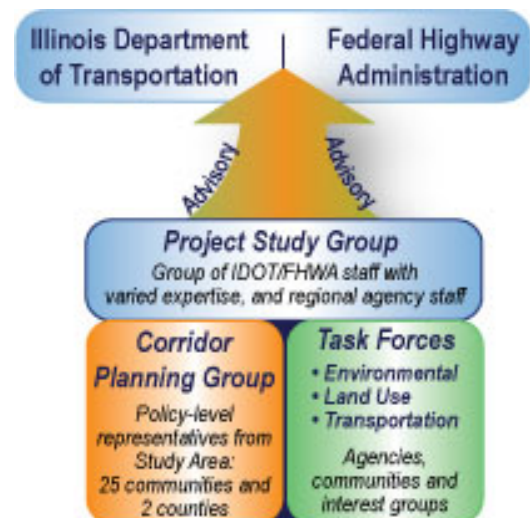 Illinois Department
of Transportation
Federal Highway
Administration
Advisory
Advisory
Project Study Group
Group of IDOT/FHWA staff with
varied expertise, and regional agency staff
Corridor
Planning Group
Policy-level
representatives from
Study Area:
25 communities and
2 counties
Task Forces
• Environmental
• Land Use
• Transportation
Agencies,
communities and
interest groups